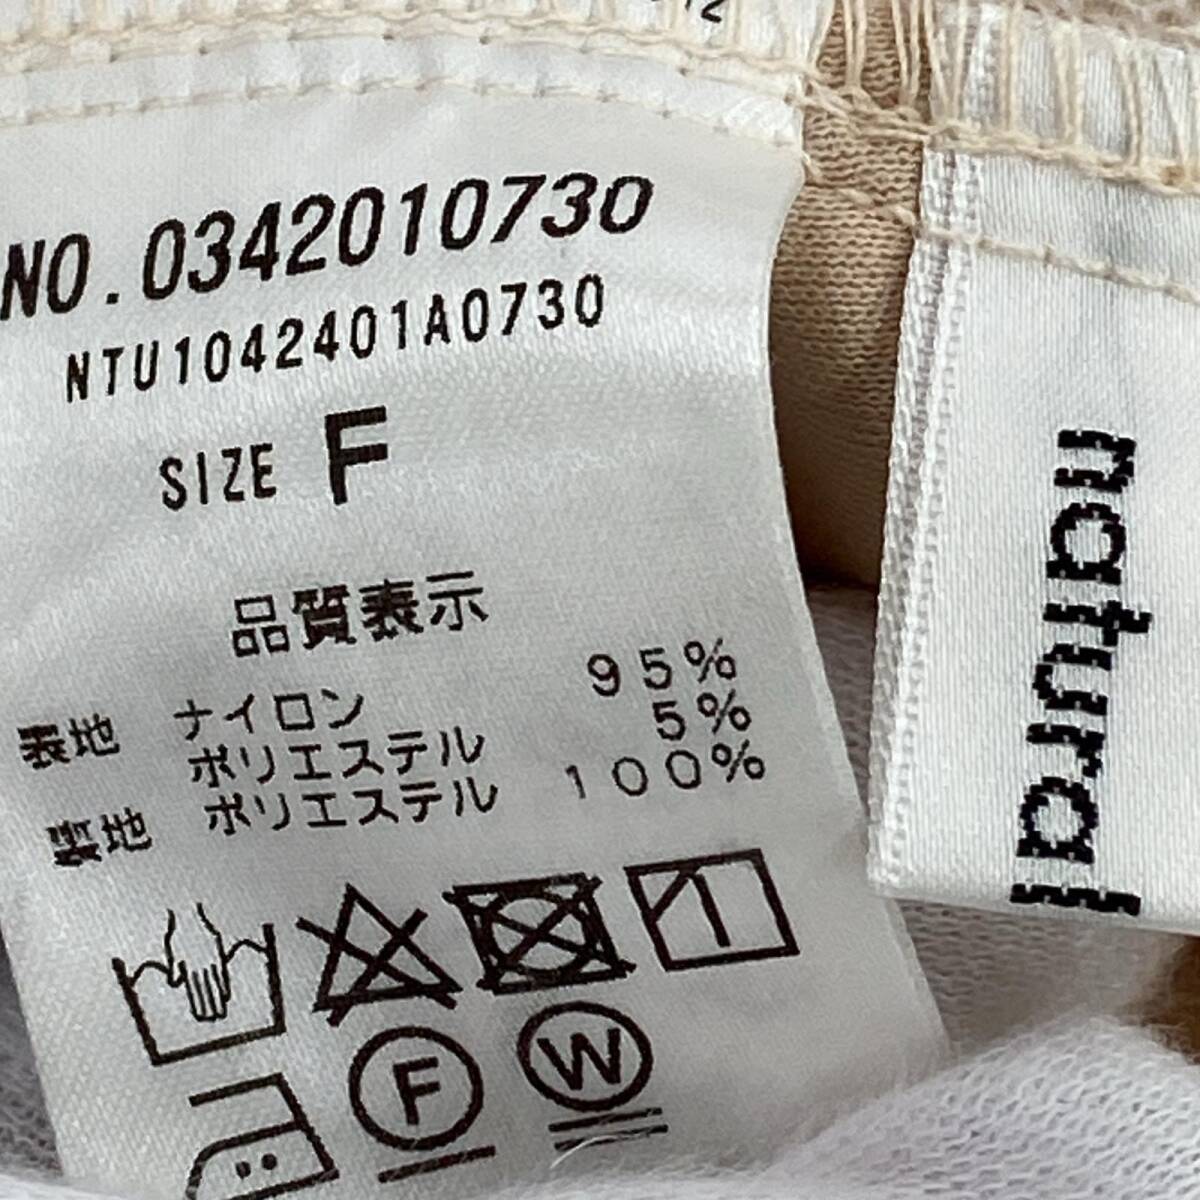 NO.0342010730
NTU1042401A0730
SIZE F
品質表示
表地 ナイロン 95%
ポリエステル 5%
裏地 ポリエステル 100%
F
W
natural